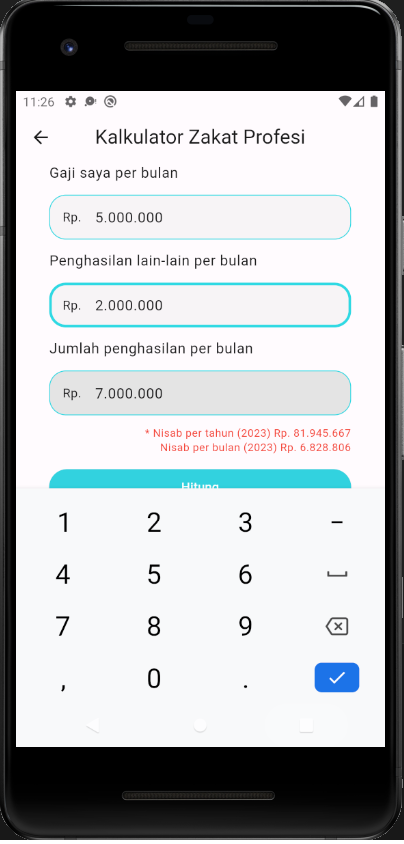 11:26
Kalkulator Zakat Profesi
Gaji saya per bulan
Rp. 5.000.000
Penghasilan lain-lain per bulan
Rp. 2.000.000
Jumlah penghasilan per bulan
Rp. 7.000.000
* Nisab per tahun (2023) Rp. 81.945.667
Nisab per bulan (2023) Rp. 6.828.806
Hitung
1 2 3 −
4 5 6
7 8 9
, 0 .